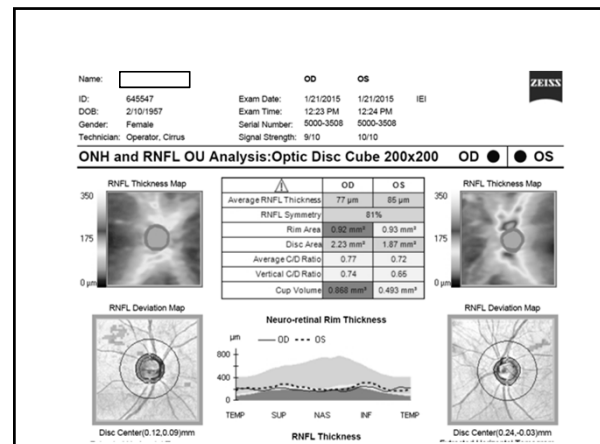 Name: OD OS
ZEISS
ID: 645547 Exam Date: 1/21/2015 1/21/2015 IEI
DOB: 2/10/1957 Exam Time: 12:23 PM 12:24 PM
Gender: Female Serial Number: 5000-3508 5000-3508
Technician: Operator, Cirrus Signal Strength: 9/10 10/10
ONH and RNFL OU Analysis:Optic Disc Cube 200x200 OD OS
RNFL Thickness Map
350
175
0 µm
OD OS
Average RNFL Thickness 77 µm 85 µm
RNFL Symmetry 81%
Rim Area 0.92 mm² 0.93 mm²
Disc Area 2.23 mm² 1.87 mm²
Average C/D Ratio 0.77 0.72
Vertical C/D Ratio 0.74 0.66
Cup Volume 0.868 mm³ 0.493 mm³
RNFL Thickness Map
350
175
0 µm
RNFL Deviation Map
Disc Center(0.12,0.09)mm
Neuro-retinal Rim Thickness
µm OD OS
800
400
0
TEMP SUP NAS INF TEMP
RNFL Thickness
RNFL Deviation Map
Disc Center(0.24,-0.03)mm
Extracted Horizontal Tomogram